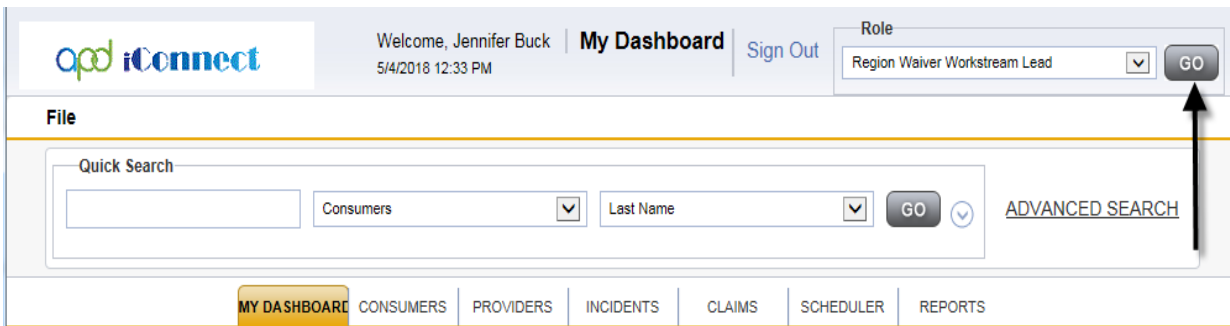 apd iConnect
Welcome, Jennifer Buck
5/4/2018 12:33 PM
My Dashboard
Sign Out
Role
Region Waiver Workstream Lead
GO
File
Quick Search
Consumers
Last Name
GO
ADVANCED SEARCH
MY DASHBOARD CONSUMERS PROVIDERS INCIDENTS CLAIMS SCHEDULER REPORTS